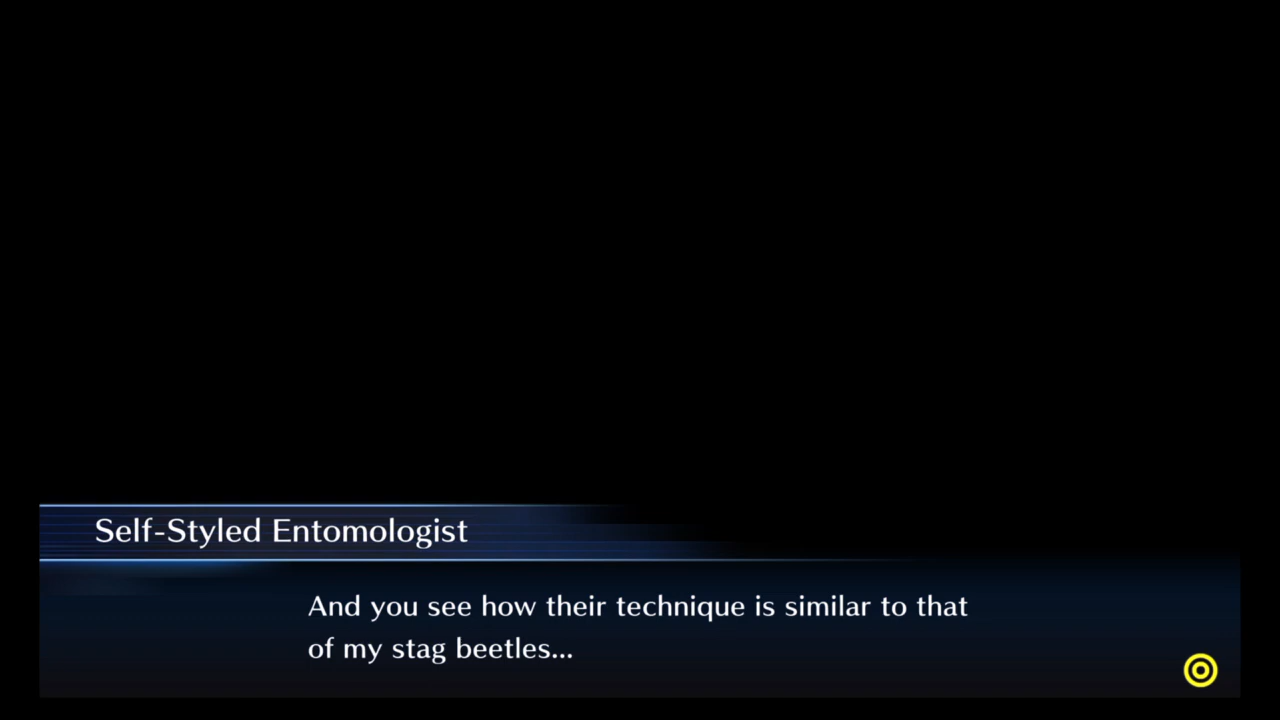 Self-Styled Entomologist
And you see how their technique is similar to that
of my stag beetles...